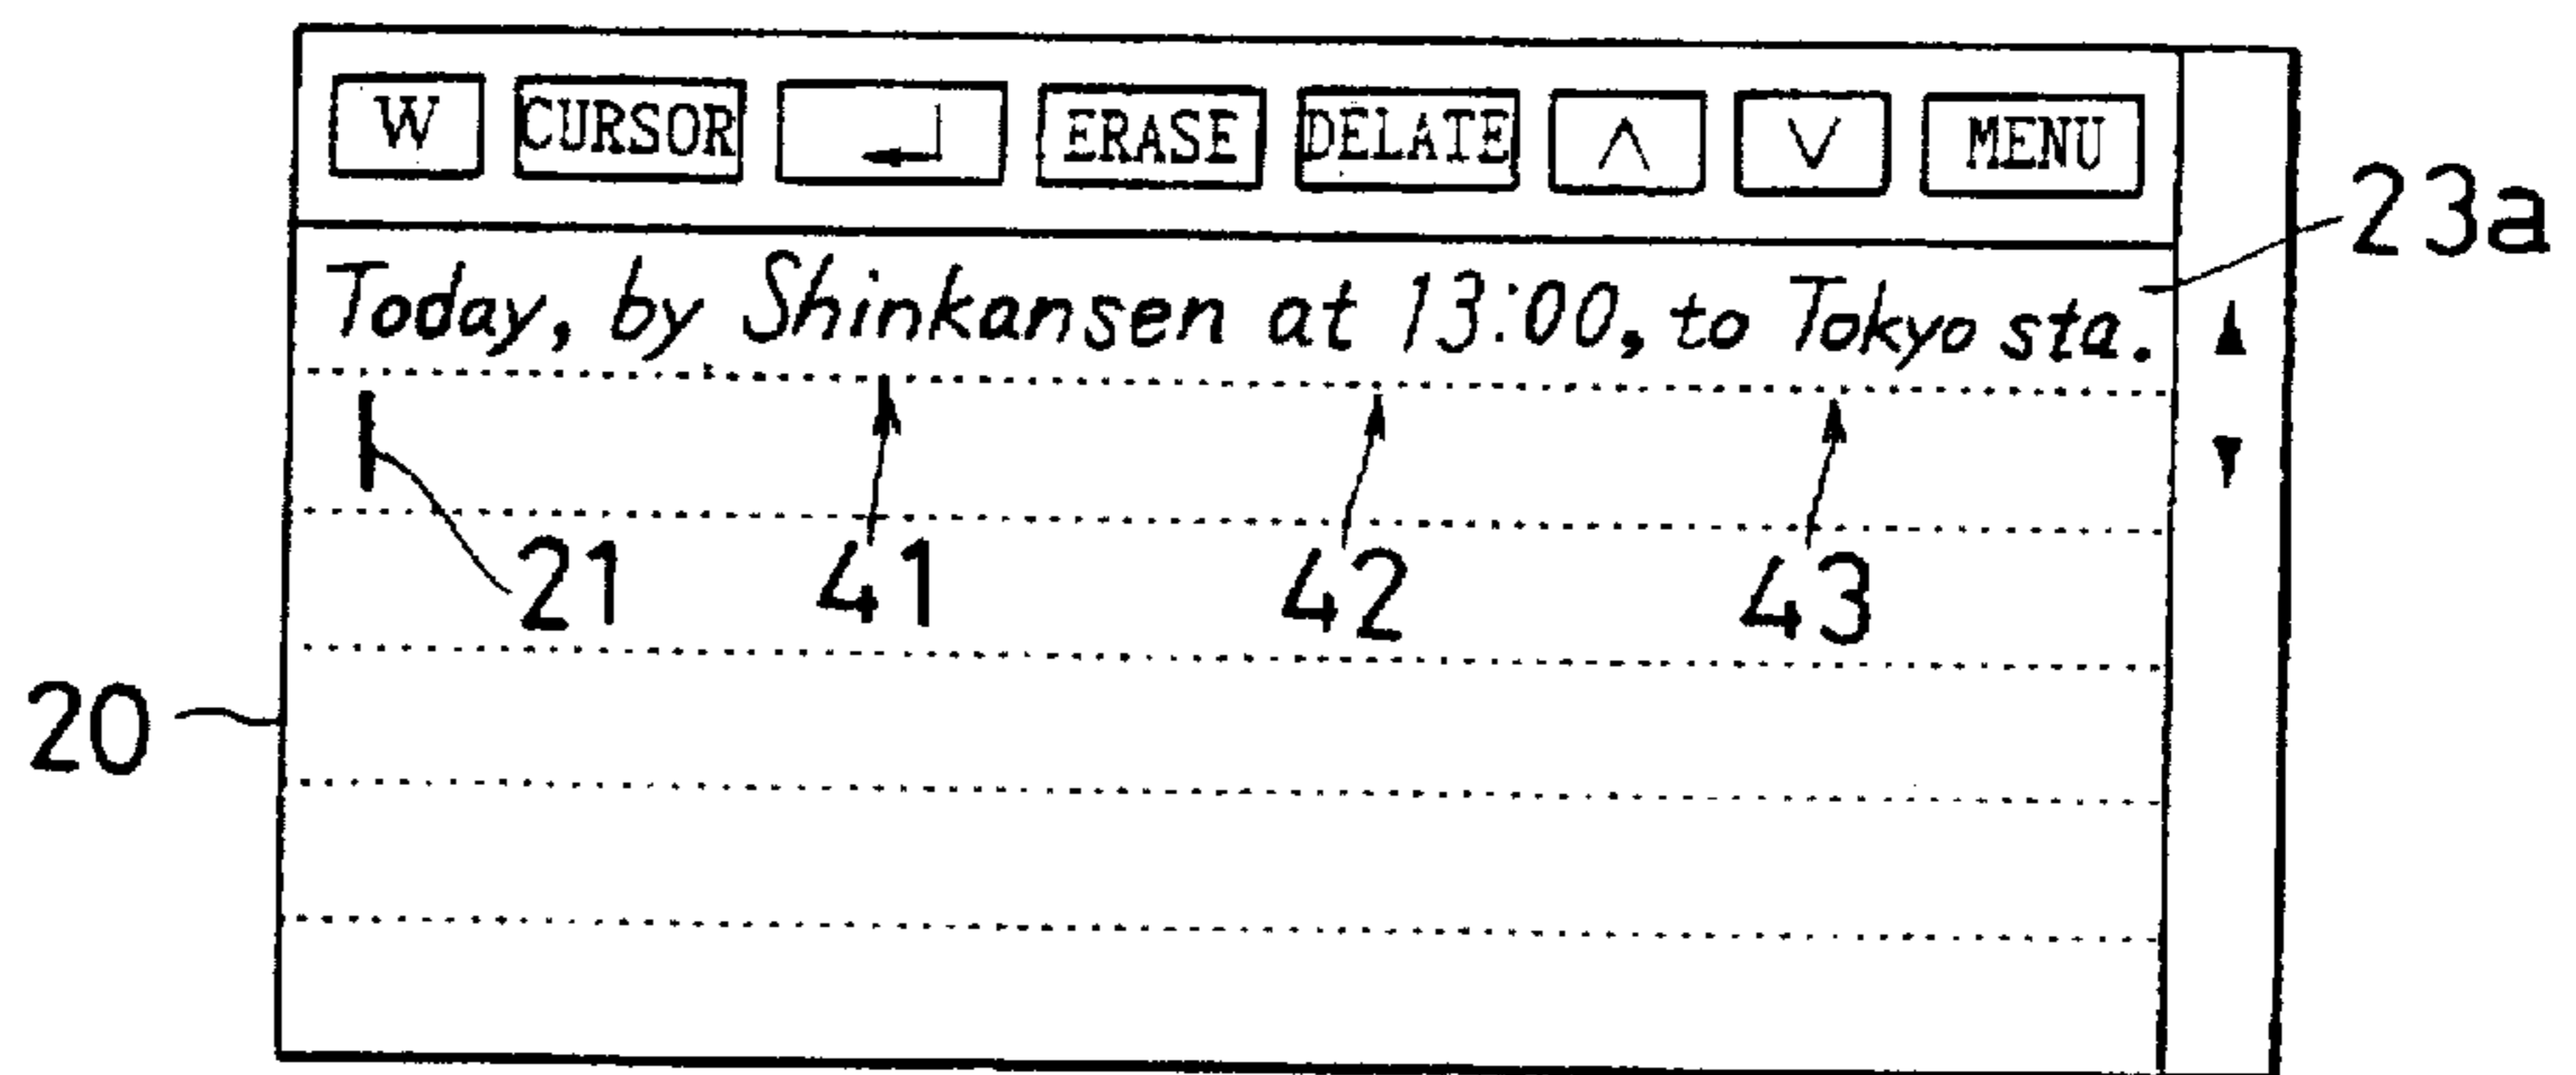 W CURSOR ERASE DELATE ∧ ∨ MENU
23a
Today, by Shinkansen at 13:00, to Tokyo sta.
21 41 42 43
20